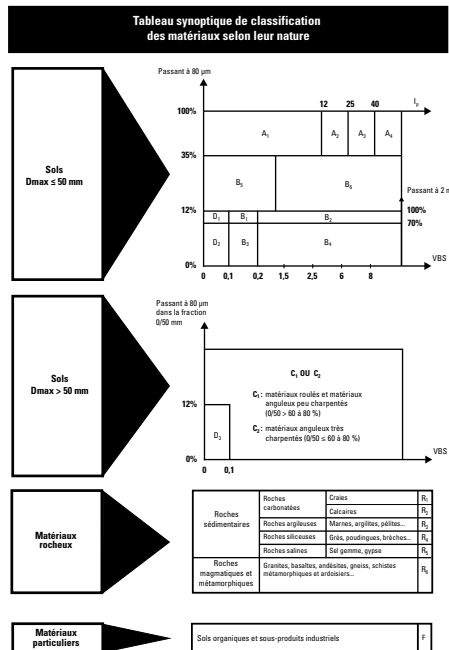 Tableau synoptique de classification
des matériaux selon leur nature
Passant à 80 µm
12 25 40 Ip
100%
A1 A2 A3 A4
35%
Sols
Dmax ≤ 50 mm
B5 B6
Passant à 2 m
12% 100%
D1 B1 B2
70%
D2 B3 B4
0% VBS
0 0,1 0,2 1,5 2,5 6 8
Passant à 80 µm
dans la fraction
0/50 mm
Sols
Dmax > 50 mm
C1 OU C2
C1 : matériaux roulés et matériaux
anguleux peu charpentés
(0/50 > 60 à 80 %)
C2 : matériaux anguleux très
charpentés (0/50 ≤ 60 à 80 %)
12%
D3
0% VBS
0 0,1
Matériaux
rocheux
Roches
sédimentaires
Roches
carbonatées
Craies R1
Calcaires R2
Roches argileuses Marnes, argilites, pélites... R3
Roches siliceuses Grès, poudingues, brèches... R4
Roches salines Sel gemme, gypse R5
Roches
magmatiques et
métamorphiques
Granites, basaltes, andésites, gneiss, schistes
métamorphiques et ardoisiers... R6
Matériaux
particuliers
Sols organiques et sous-produits industriels F